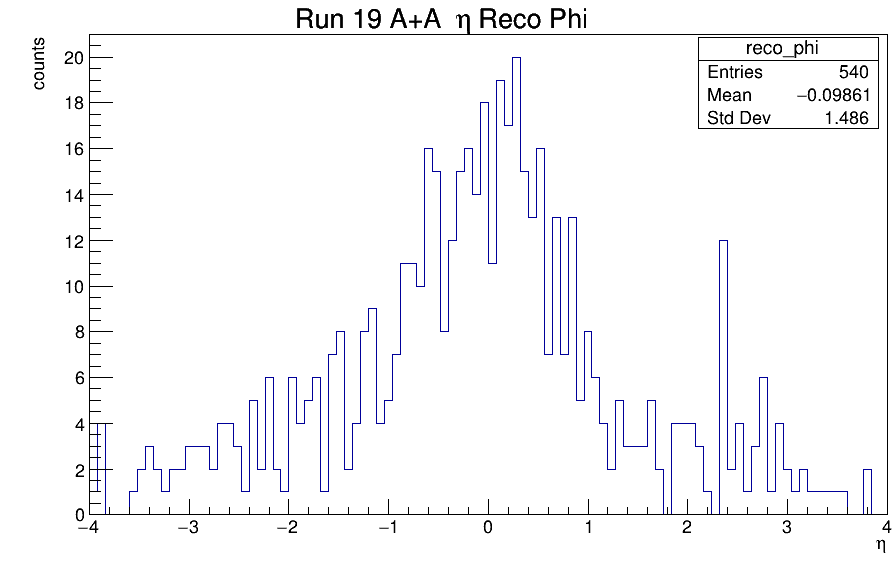 Run 19 A+A η Reco Phi
counts
reco_phi
Entries 540
Mean −0.09861
Std Dev 1.486
20
18
16
14
12
10
8
6
4
2
0
−4 −3 −2 −1 0 1 2 3 4
η